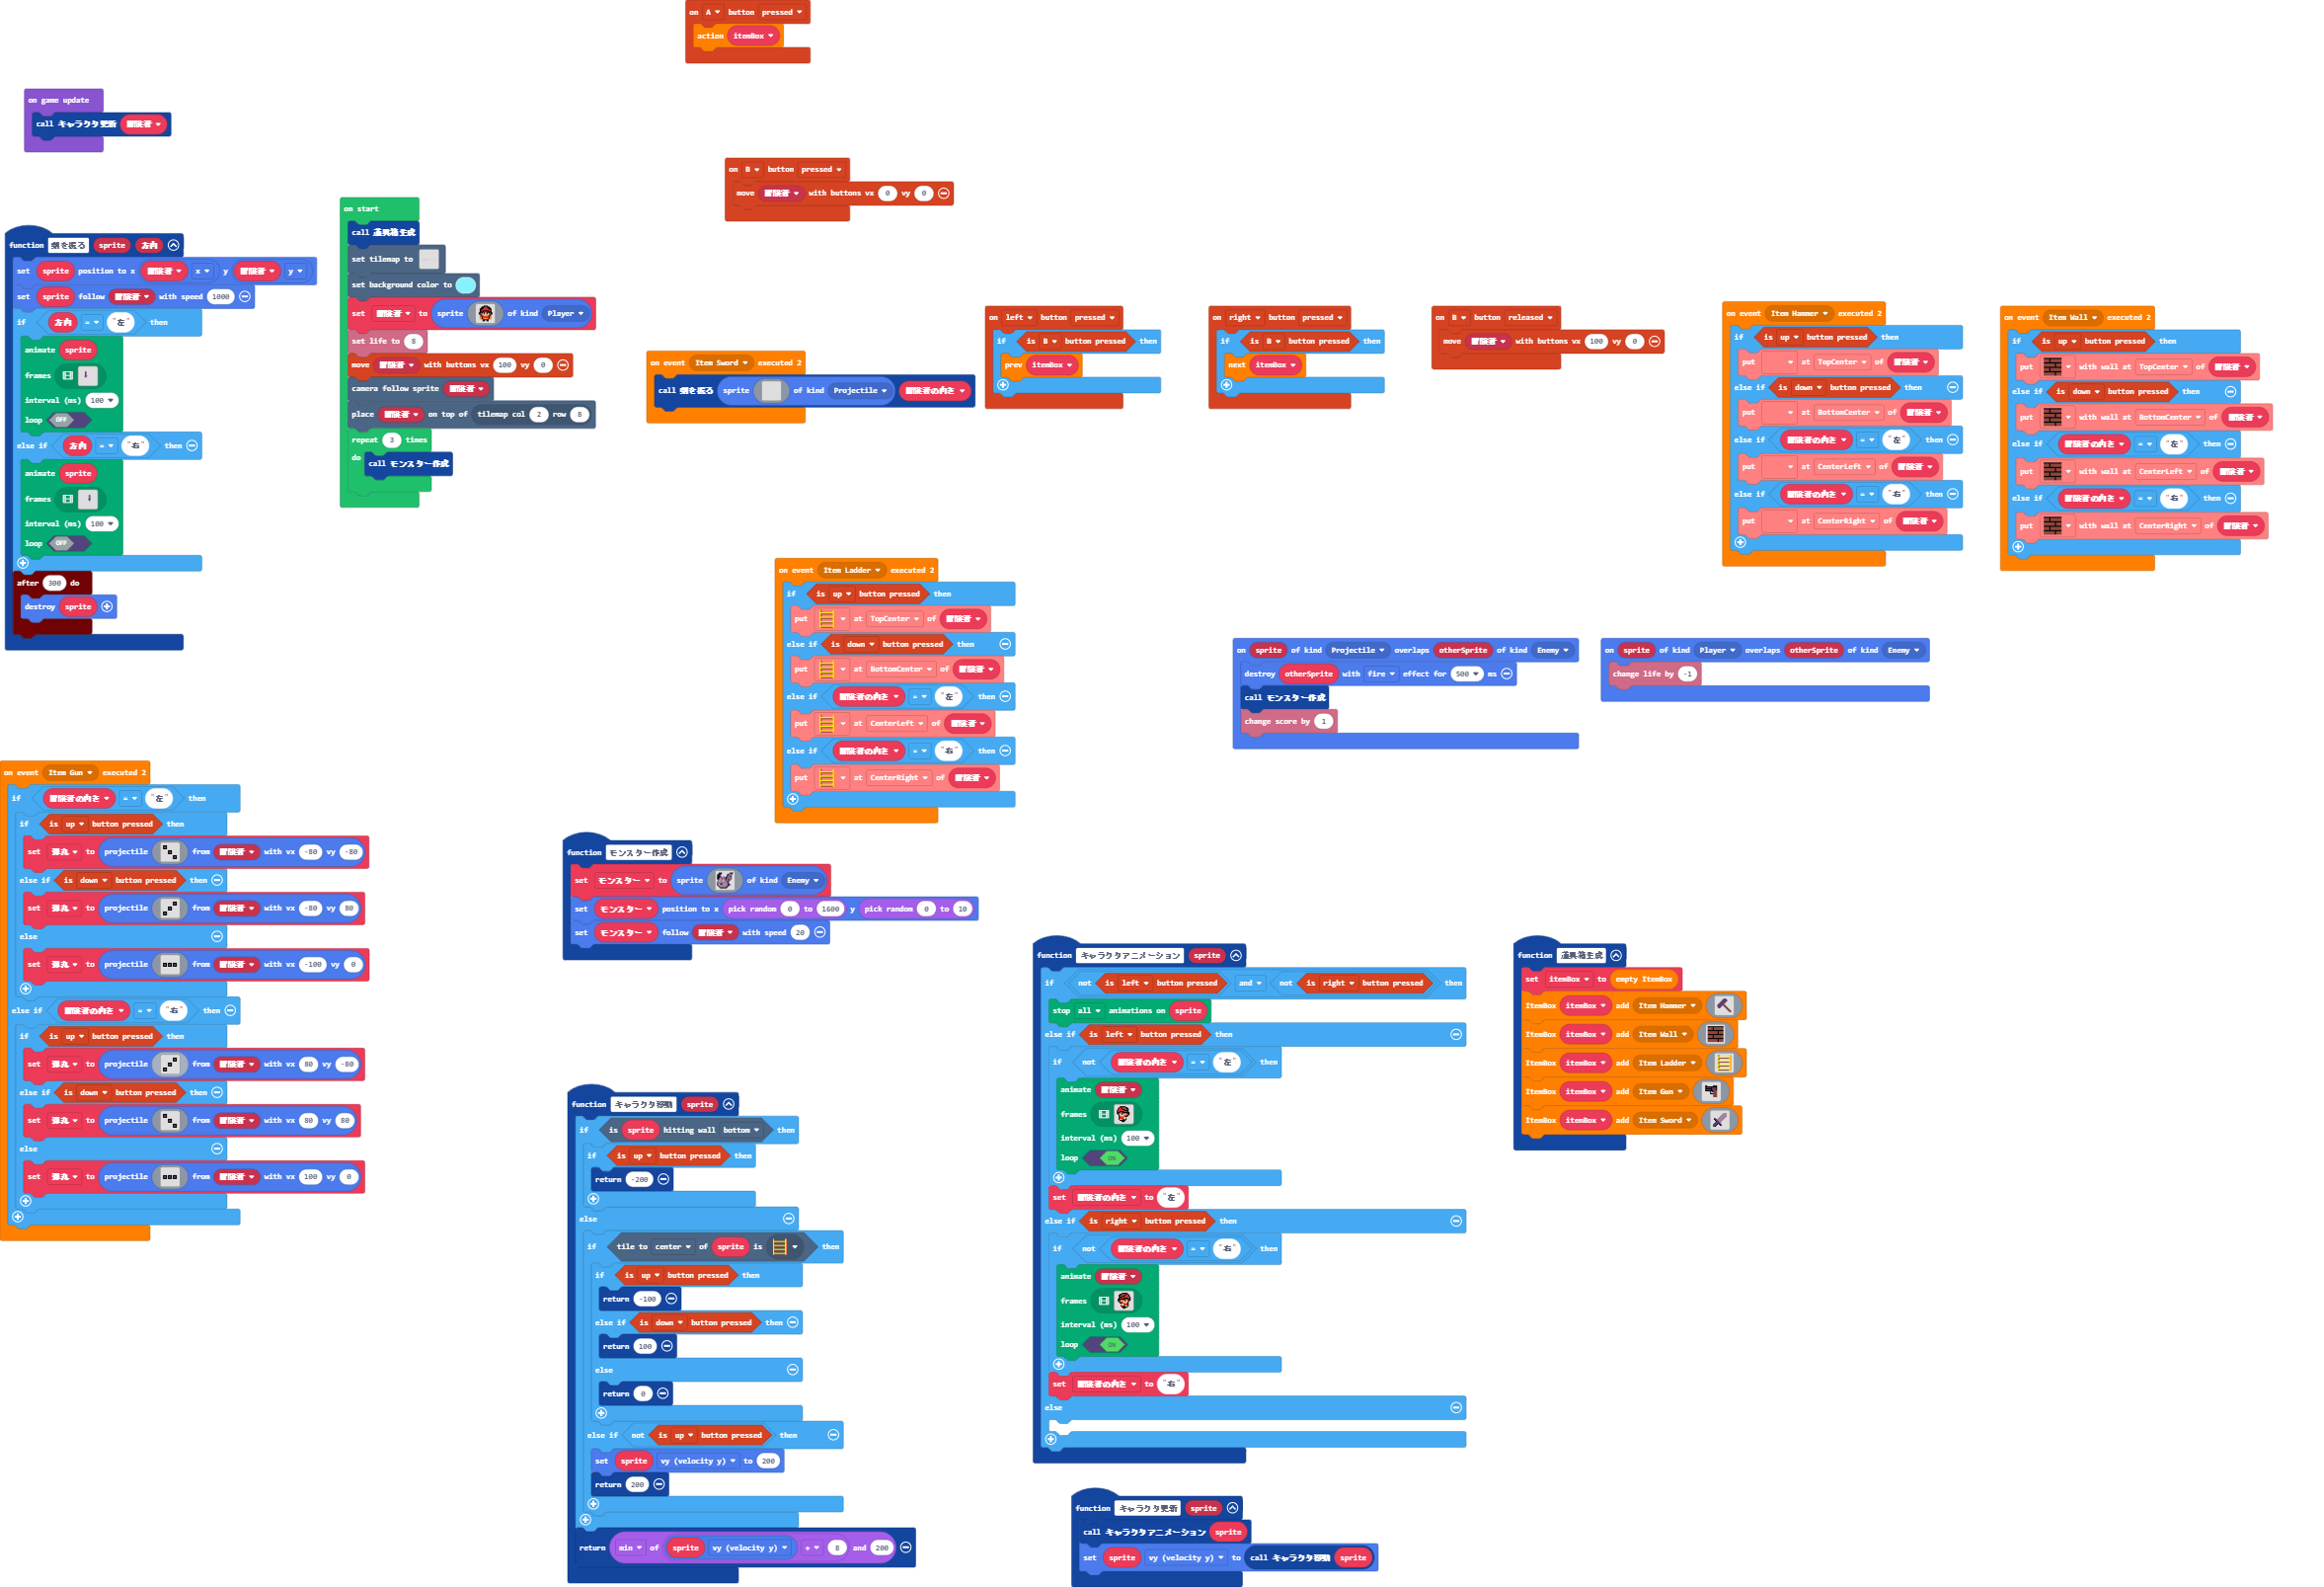 on A button pressed
action itemBox
on game update
call キャラクタ更新 冒険者
on B button pressed
move 冒険者 with buttons vx 0 vy 0
function 剣を振る sprite 方向
set sprite position to x 冒険者 x y 冒険者 y
set sprite follow 冒険者 with speed 1000
if 方向 = "左" then
animate sprite
frames
interval (ms) 100
loop OFF
else if 方向 = "右" then
animate sprite
frames
interval (ms) 100
loop OFF
after 300 do
destroy sprite
on start
call 道具箱生成
set tilemap to
set background color to
set 冒険者 to sprite of kind Player
set life to 8
move 冒険者 with buttons vx 100 vy 0
camera follow sprite 冒険者
place 冒険者 on top of tilemap col 2 row 8
repeat 3 times
do call モンスター作成
on event Item Sword executed 2
call 剣を振る sprite of kind Projectile 冒険者の向き
on left button pressed
if is B button pressed then
prev itemBox
on right button pressed
if is B button pressed then
next itemBox
on B button released
move 冒険者 with buttons vx 100 vy 0
on event Item Hammer executed 2
if is up button pressed then
put at TopCenter of 冒険者
else if is down button pressed then
put at BottomCenter of 冒険者
else if 冒険者の向き = "左" then
put at CenterLeft of 冒険者
else if 冒険者の向き = "右" then
put at CenterRight of 冒険者
on event Item Wall executed 2
if is up button pressed then
put with wall at TopCenter of 冒険者
else if is down button pressed then
put with wall at BottomCenter of 冒険者
else if 冒険者の向き = "左" then
put with wall at CenterLeft of 冒険者
else if 冒険者の向き = "右" then
put with wall at CenterRight of 冒険者
on event Item Ladder executed 2
if is up button pressed then
put at TopCenter of 冒険者
else if is down button pressed then
put at BottomCenter of 冒険者
else if 冒険者の向き = "左" then
put at CenterLeft of 冒険者
else if 冒険者の向き = "右" then
put at CenterRight of 冒険者
on sprite of kind Projectile overlaps otherSprite of kind Enemy
destroy otherSprite with fire effect for 500 ms
call モンスター作成
change score by 1
on sprite of kind Player overlaps otherSprite of kind Enemy
change life by -1
on event Item Gun executed 2
if 冒険者の向き = "左" then
if is up button pressed then
set 弾丸 to projectile from 冒険者 with vx -80 vy -80
else if is down button pressed then
set 弾丸 to projectile from 冒険者 with vx -80 vy 80
else
set 弾丸 to projectile from 冒険者 with vx -100 vy 0
else if 冒険者の向き = "右" then
if is up button pressed then
set 弾丸 to projectile from 冒険者 with vx 80 vy -80
else if is down button pressed then
set 弾丸 to projectile from 冒険者 with vx 80 vy 80
else
set 弾丸 to projectile from 冒険者 with vx 100 vy 0
function モンスター作成
set モンスター to sprite of kind Enemy
set モンスター position to x pick random 0 to 1600 y pick random 0 to 10
set モンスター follow 冒険者 with speed 20
function キャラクタ移動 sprite
if is sprite hitting wall bottom then
if is up button pressed then
return -200
else
if tile to center of sprite is then
if is up button pressed then
return -100
else if is down button pressed then
return 100
else
return 0
else if not is up button pressed then
set sprite vy (velocity y) to 200
return 200
return min of sprite vy (velocity y) + 8 and 200
function キャラクタアニメーション sprite
if not is left button pressed and not is right button pressed then
stop all animations on sprite
else if is left button pressed then
if not 冒険者の向き = "左" then
animate 冒険者
frames
interval (ms) 100
loop ON
set 冒険者の向き to "左"
else if is right button pressed then
if not 冒険者の向き = "右" then
animate 冒険者
frames
interval (ms) 100
loop ON
set 冒険者の向き to "右"
else
function キャラクタ更新 sprite
call キャラクタアニメーション sprite
set sprite vy (velocity y) to call キャラクタ移動 sprite
function 道具箱生成
set itemBox to empty ItemBox
ItemBox itemBox add Item Hammer
ItemBox itemBox add Item Wall
ItemBox itemBox add Item Ladder
ItemBox itemBox add Item Gun
ItemBox itemBox add Item Sword